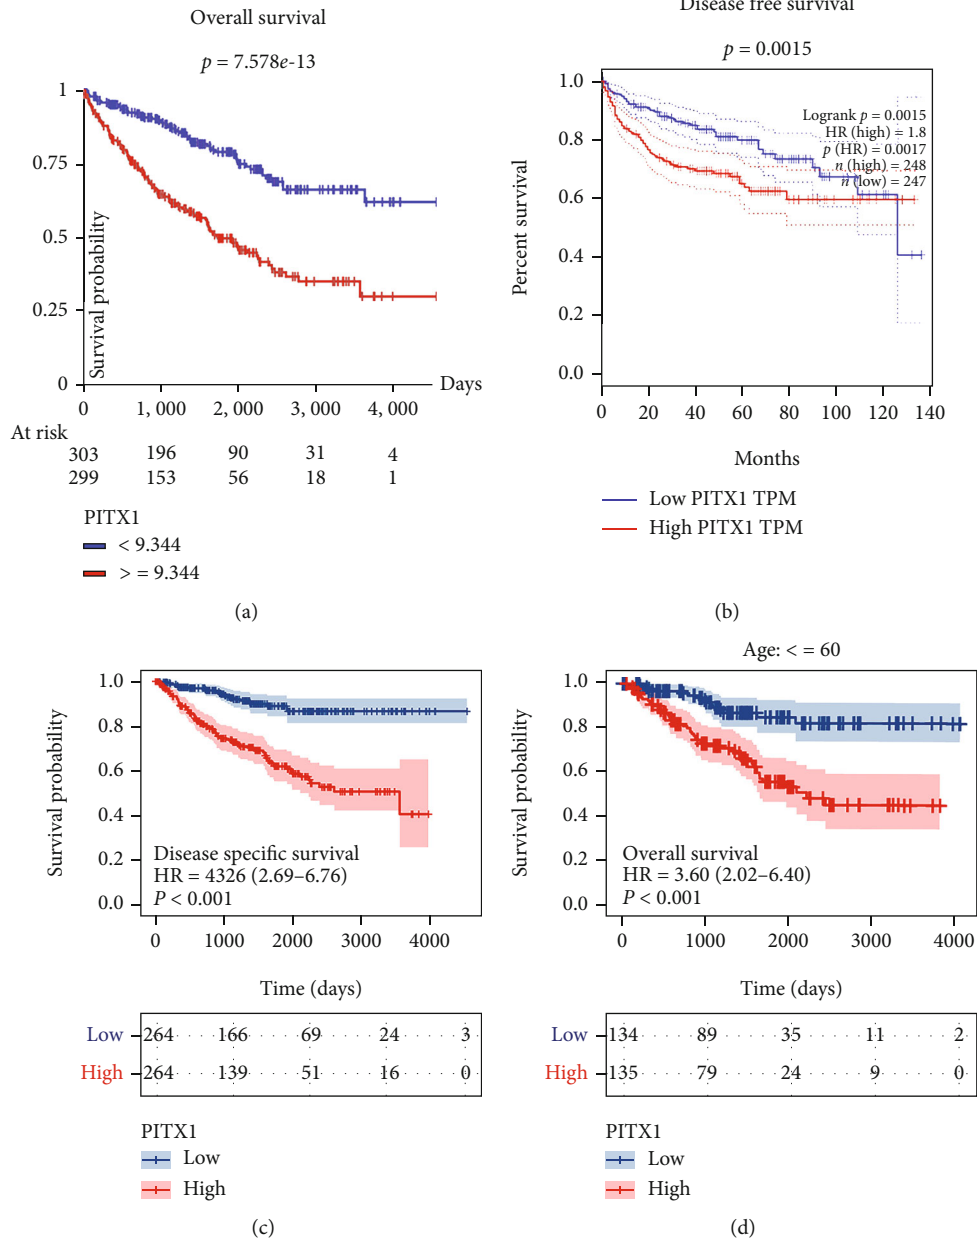 Overall survival
p = 7.578e-13
1
0.75
0.5
0.25
0
Survival probability
0 1,000 2,000 3,000 4,000
Days
At risk
303 196 90 31 4
299 153 56 18 1
PITX1
< 9.344
> = 9.344
(a)
Disease free survival
p = 0.0015
1.0
0.8
0.6
0.4
0.2
0.0
Percent survival
Logrank p = 0.0015
HR (high) = 1.8
p (HR) = 0.0017
n (high) = 248
n (low) = 247
0 20 40 60 80 100 120 140
Months
Low PITX1 TPM
High PITX1 TPM
(b)
1.0
0.8
0.6
0.4
0.2
0.0
Survival probability
Disease specific survival
HR = 4326 (2.69–6.76)
P < 0.001
0 1000 2000 3000 4000
Time (days)
Low 264 166 69 24 3
High 264 139 51 16 0
PITX1
Low
High
(c)
Age: < = 60
1.0
0.8
0.6
0.4
0.2
0.0
Survival probability
Overall survival
HR = 3.60 (2.02–6.40)
P < 0.001
0 1000 2000 3000 4000
Time (days)
Low 134 89 35 11 2
High 135 79 24 9 0
PITX1
Low
High
(d)